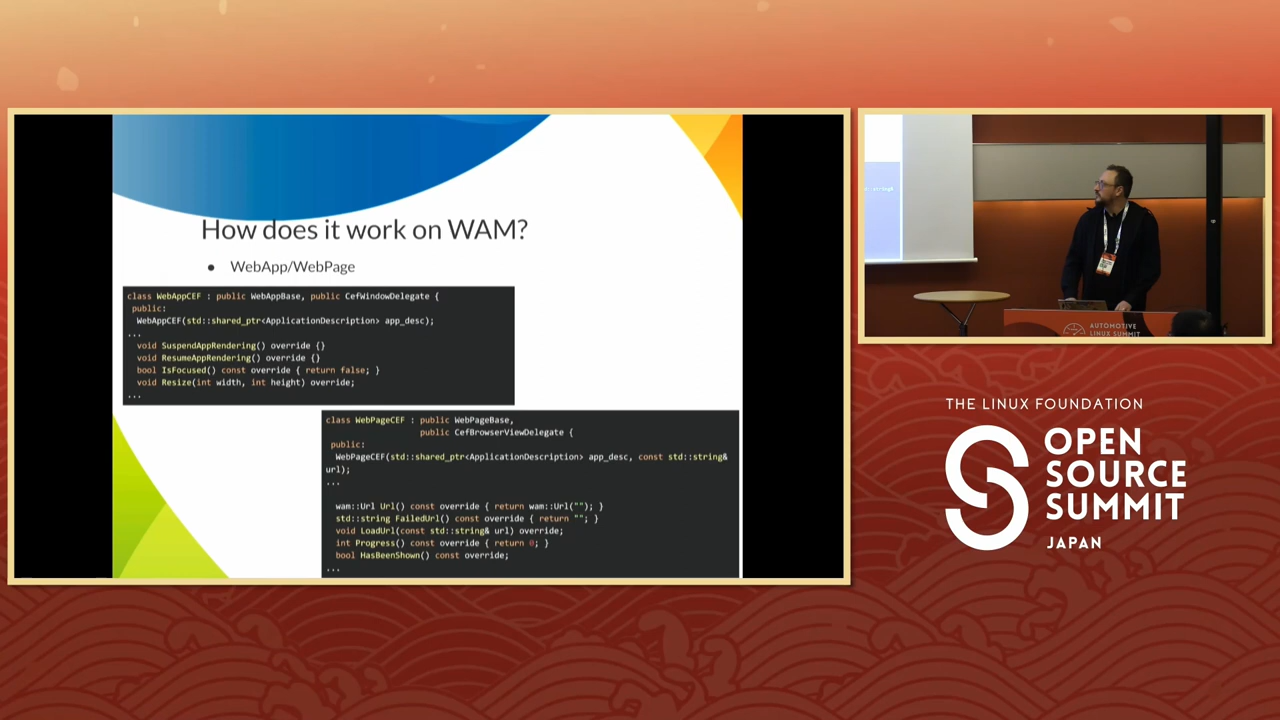 How does it work on WAM?
● WebApp/WebPage
class WebAppCEF : public WebAppBase, public CefWindowDelegate {
public:
WebAppCEF(std::shared_ptr<ApplicationDescription> app_desc);
...
void SuspendAppRendering() override {}
void ResumeAppRendering() override {}
bool IsFocused() const override { return false; }
void Resize(int width, int height) override;
...
class WebPageCEF : public WebPageBase,
public CefBrowserViewDelegate {
public:
WebPageCEF(std::shared_ptr<ApplicationDescription> app_desc, const std::string&
url);
...
wam::Url Url() const override { return wam::Url(""); }
std::string FailedUrl() const override { return ""; }
void LoadUrl(const std::string& url) override;
int Progress() const override { return 0; }
bool HasBeenShown() const override;
...
AUTOMOTIVE
LINUX SUMMIT
THE LINUX FOUNDATION
OPEN
SOURCE
SUMMIT
JAPAN